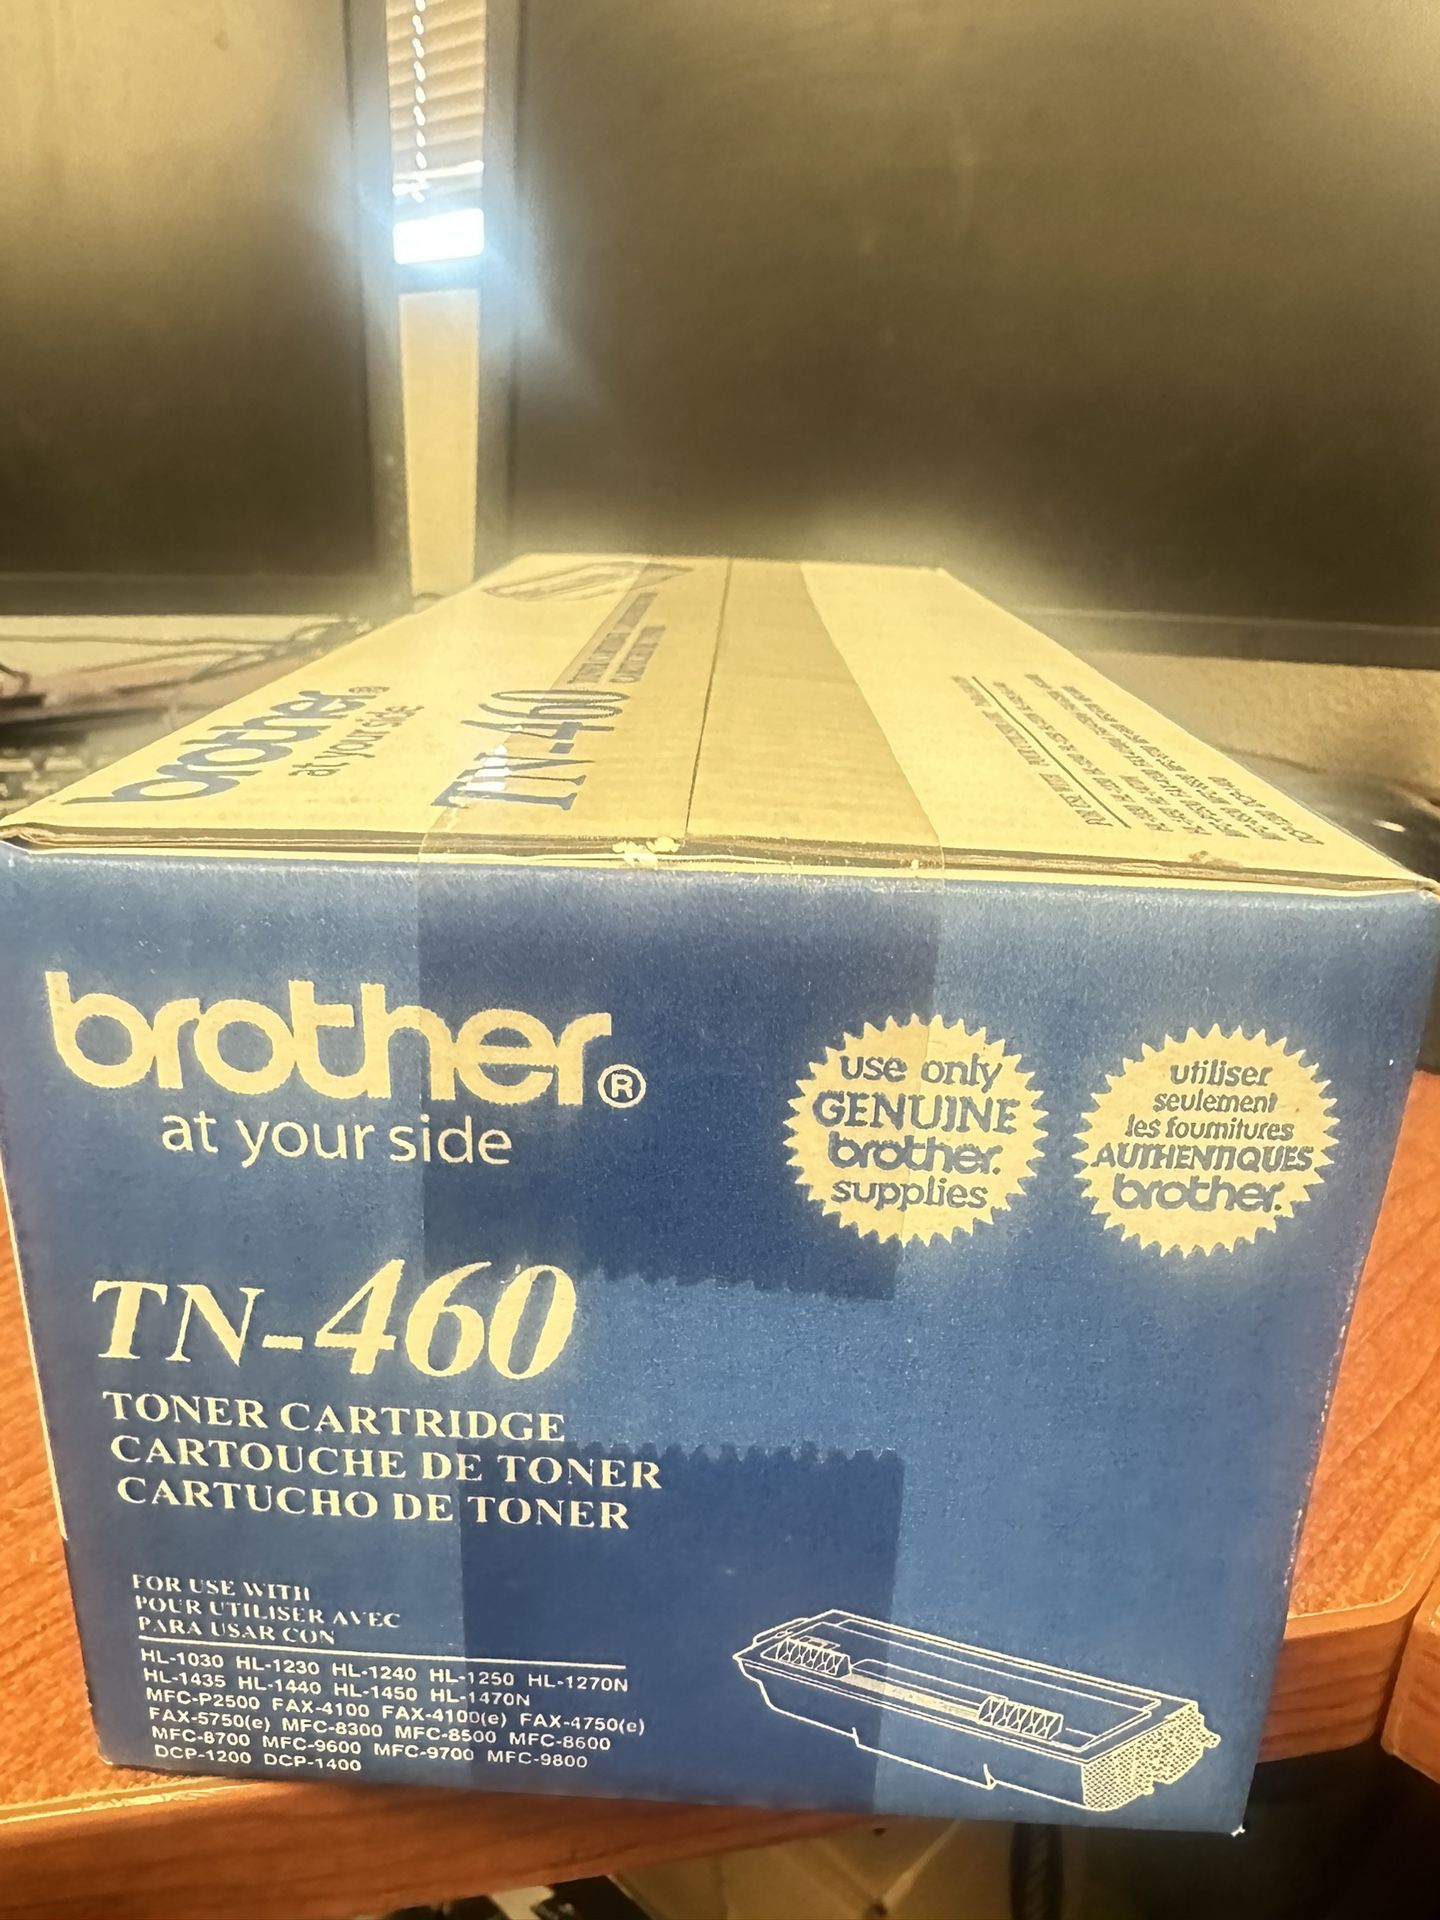 brother®
at your side
TN-460
brother®
at your side
use only
GENUINE
brother.
supplies
utiliser
seulement
les fournitures
AUTHENTIQUES
brother.
TN-460
TONER CARTRIDGE
CARTOUCHE DE TONER
CARTUCHO DE TONER
FOR USE WITH
POUR UTILISER AVEC
PARA USAR CON
HL-1030 HL-1230 HL-1240 HL-1250 HL-1270N
HL-1435 HL-1440 HL-1450 HL-1470N
MFC-P2500 FAX-4100 FAX-4100(e) FAX-4750(e)
FAX-5750(e) MFC-8300 MFC-8500 MFC-8600
MFC-8700 MFC-9600 MFC-9700 MFC-9800
DCP-1200 DCP-1400